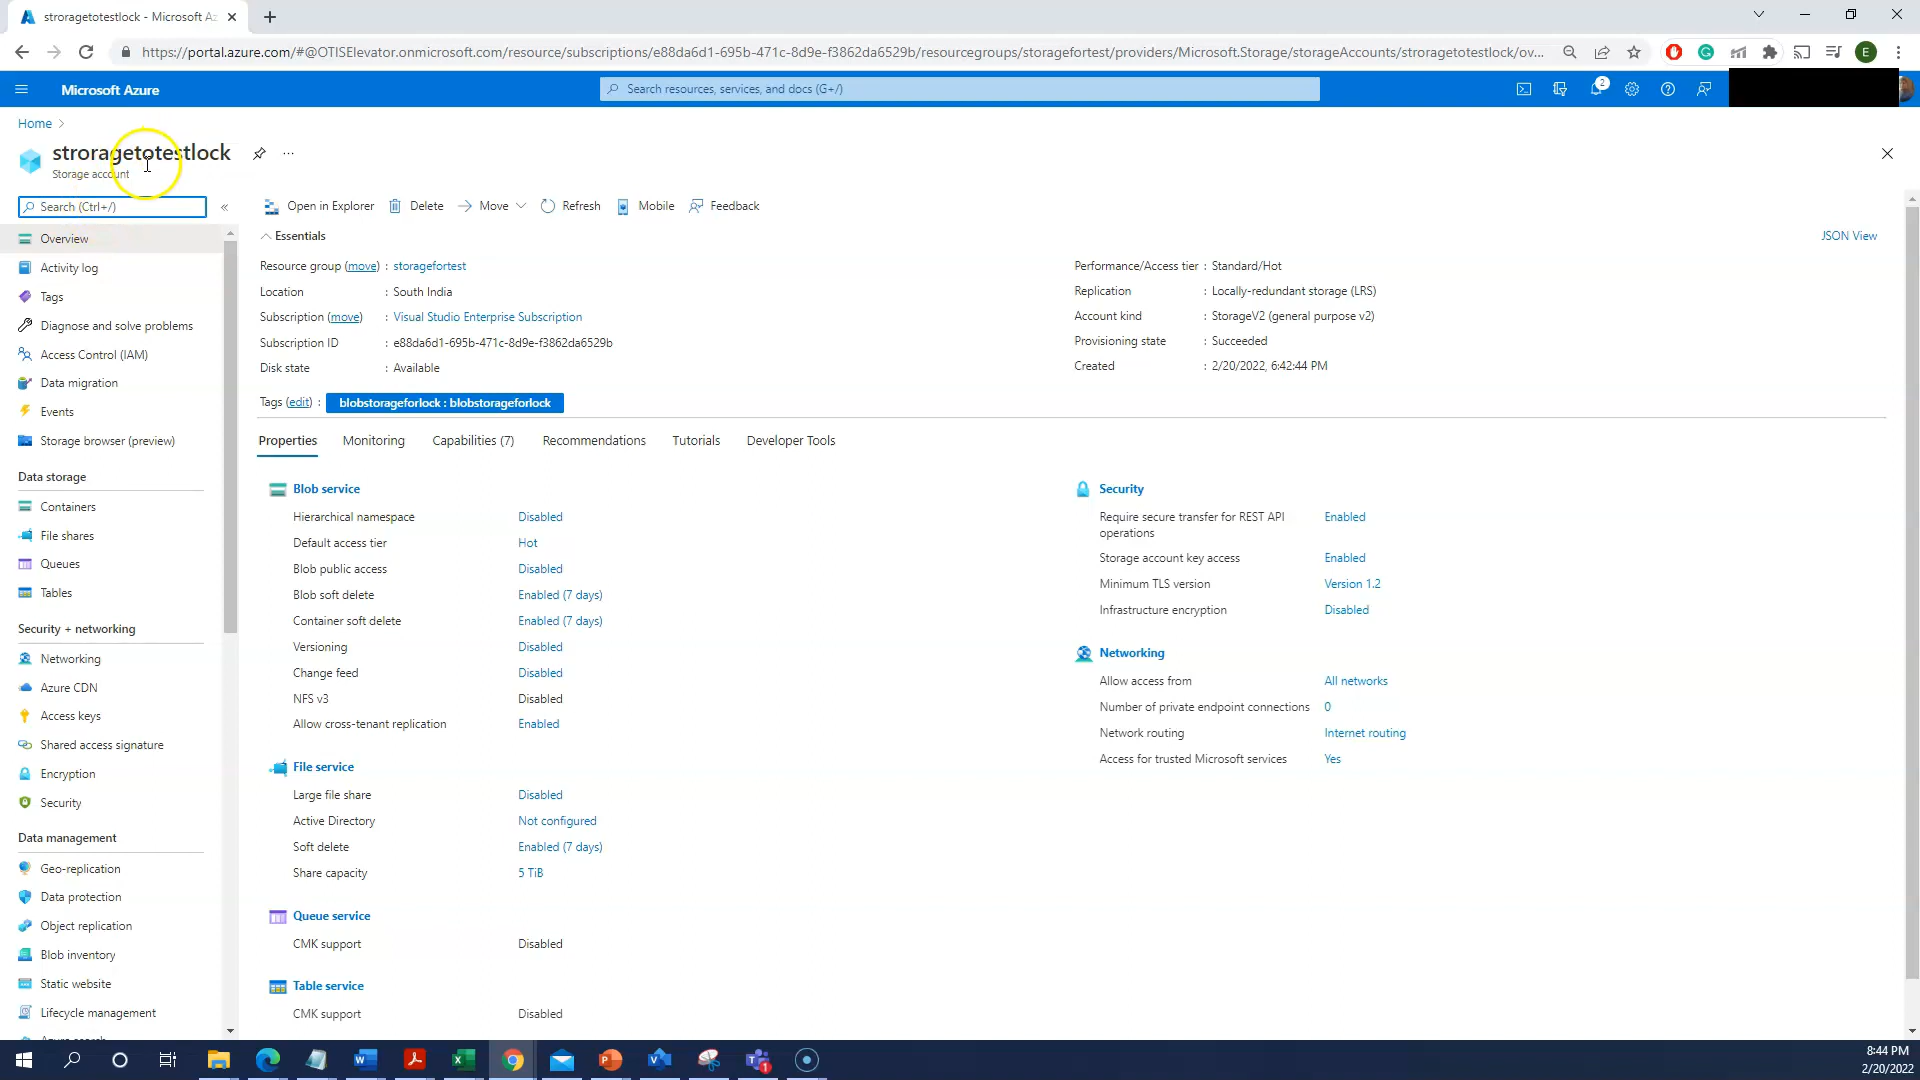 stroragetotestlock - Microsoft Az
https://portal.azure.com/#@OTISElevator.onmicrosoft.com/resource/subscriptions/e88da6d1-695b-471c-8d9e-f3862da6529b/resourcegroups/storagefortest/providers/Microsoft.Storage/storageAccounts/stroragetotestlock/ov...
E
Microsoft Azure
Search resources, services, and docs (G+/)
2
Home
stroragetotestlock
Storage account
Search (Ctrl+/)
Open in Explorer Delete Move Refresh Mobile Feedback
Essentials
JSON View
Resource group (move) : storagefortest
Location : South India
Subscription (move) : Visual Studio Enterprise Subscription
Subscription ID : e88da6d1-695b-471c-8d9e-f3862da6529b
Disk state : Available
Performance/Access tier : Standard/Hot
Replication : Locally-redundant storage (LRS)
Account kind : StorageV2 (general purpose v2)
Provisioning state : Succeeded
Created : 2/20/2022, 6:42:44 PM
Tags (edit) : blobstorageforlock : blobstorageforlock
Overview
Activity log
Tags
Diagnose and solve problems
Access Control (IAM)
Data migration
Events
Storage browser (preview)
Data storage
Containers
File shares
Queues
Tables
Security + networking
Networking
Azure CDN
Access keys
Shared access signature
Encryption
Security
Data management
Geo-replication
Data protection
Object replication
Blob inventory
Static website
Lifecycle management
Properties Monitoring Capabilities (7) Recommendations Tutorials Developer Tools
Blob service
Hierarchical namespace Disabled
Default access tier Hot
Blob public access Disabled
Blob soft delete Enabled (7 days)
Container soft delete Enabled (7 days)
Versioning Disabled
Change feed Disabled
NFS v3 Disabled
Allow cross-tenant replication Enabled
File service
Large file share Disabled
Active Directory Not configured
Soft delete Enabled (7 days)
Share capacity 5 TiB
Queue service
CMK support Disabled
Table service
CMK support Disabled
Security
Require secure transfer for REST API Enabled
operations
Storage account key access Enabled
Minimum TLS version Version 1.2
Infrastructure encryption Disabled
Networking
Allow access from All networks
Number of private endpoint connections 0
Network routing Internet routing
Access for trusted Microsoft services Yes
8:44 PM
2/20/2022